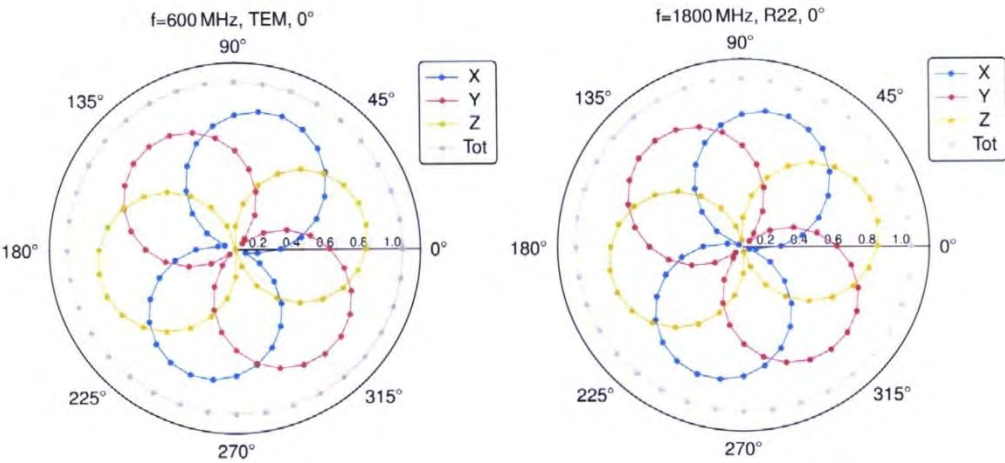 f=600 MHz, TEM, 0°
90°
135°
45°
X
Y
Z
Tot
180°
0.2 0.4 0.6 0.8 1.0
0°
225°
315°
270°
f=1800 MHz, R22, 0°
90°
135°
45°
X
Y
Z
Tot
180°
0.2 0.4 0.6 0.8 1.0
0°
225°
315°
270°